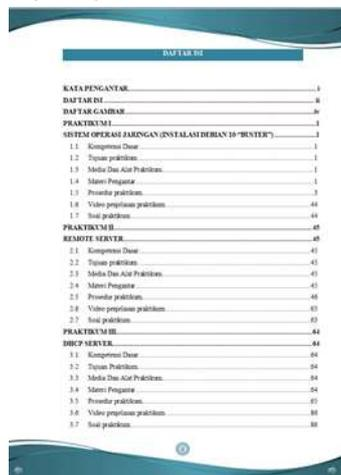 DAFTAR ISI
KATA PENGANTAR i
DAFTAR ISI ii
DAFTAR GAMBAR iv
PRAKTIKUM I 1
SISTEM OPERASI JARINGAN (INSTALASI DEBIAN 10 "BUSTER") 1
1.1 Kompetensi Dasar 1
1.2 Tujuan praktikum 1
1.3 Media Dan Alat Praktikum 1
1.4 Materi Pengantar 1
1.5 Prosedur praktikum 3
1.6 Video penjelasan praktikum 44
1.7 Soal praktikum 44
PRAKTIKUM II 45
REMOTE SERVER 45
2.1 Kompetensi Dasar 45
2.2 Tujuan praktikum 45
2.3 Media Dan Alat Praktikum 45
2.4 Materi Pengantar 45
2.5 Prosedur praktikum 46
2.6 Video penjelasan praktikum 63
2.7 Soal praktikum 63
PRAKTIKUM III 64
DHCP SERVER 64
3.1 Kompetensi Dasar 64
3.2 Tujuan Praktikum 64
3.3 Media Dan Alat Praktikum 64
3.4 Materi Pengantar 64
3.5 Prosedur praktikum 65
3.6 Video penjelasan praktikum 88
3.7 Soal praktikum 88